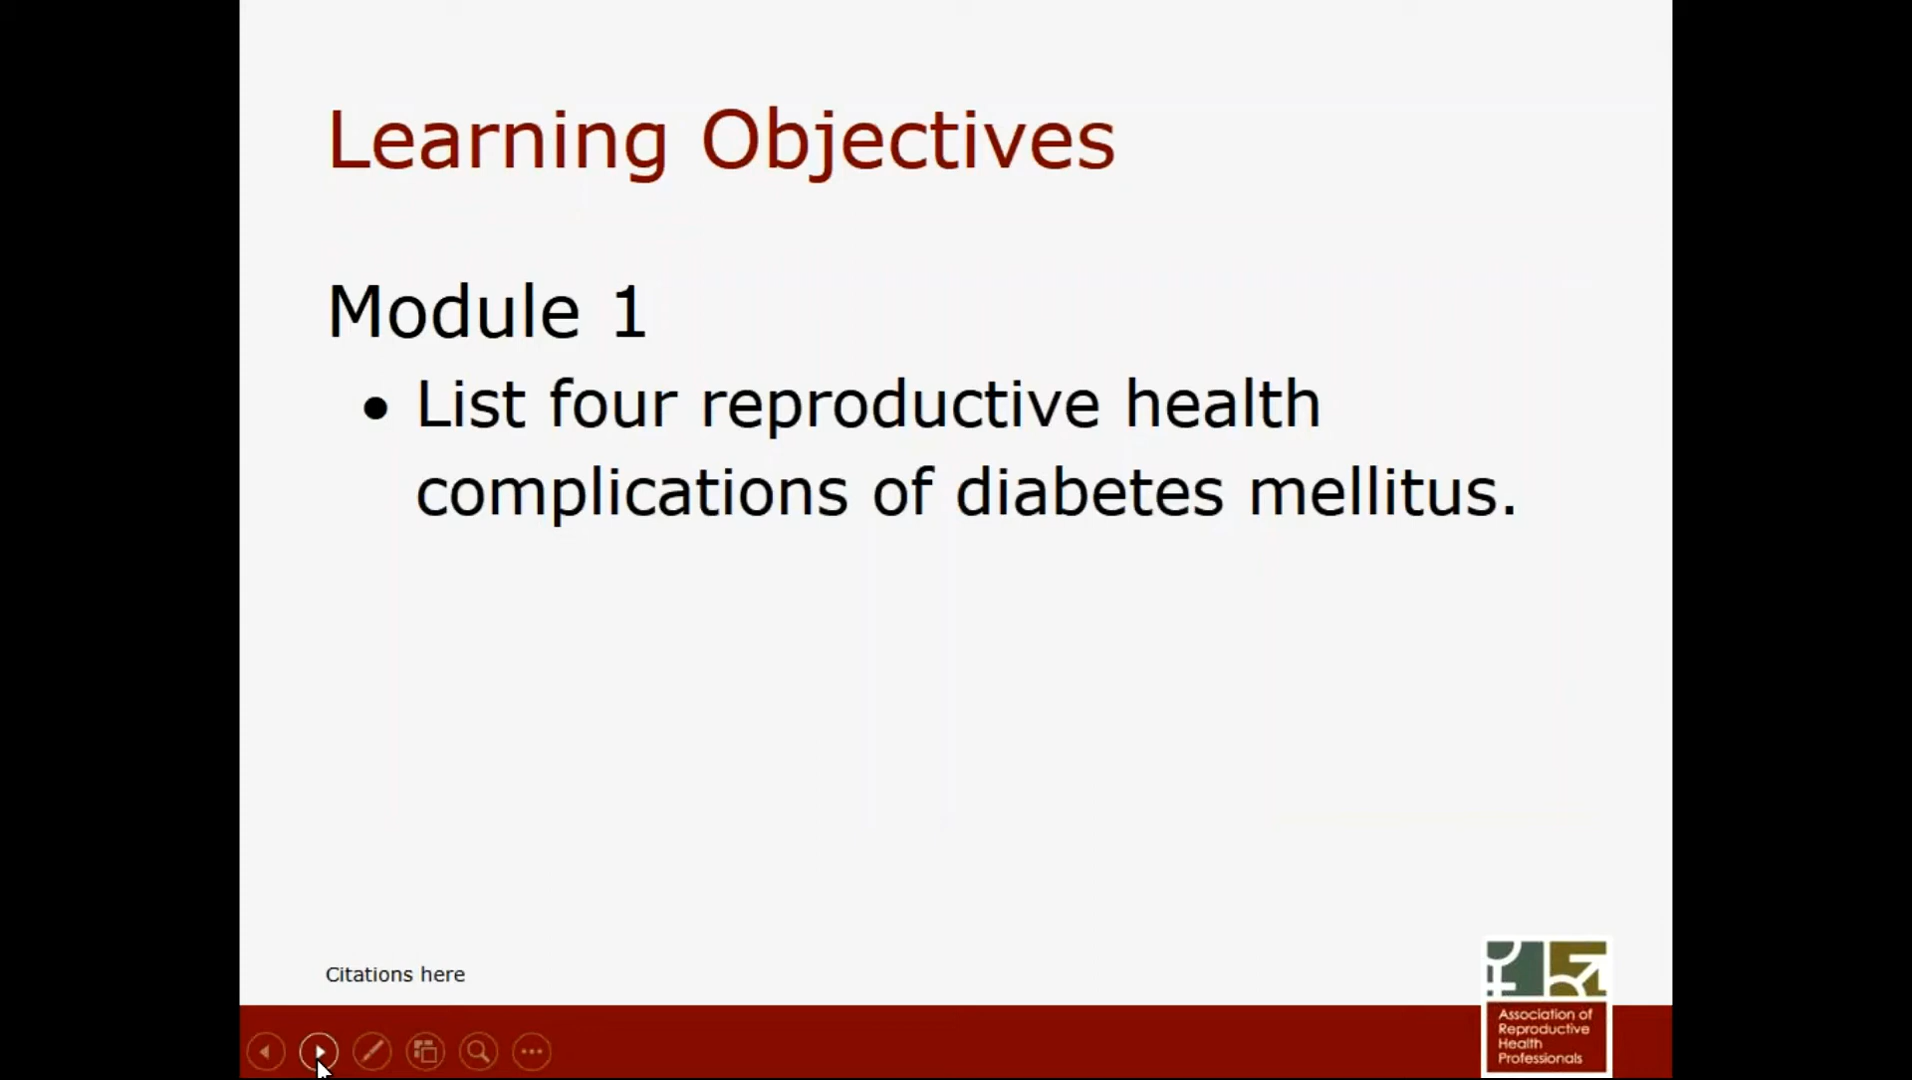 Learning Objectives
Module 1
• List four reproductive health
complications of diabetes mellitus.
Citations here
Association of
Reproductive
Health
Professionals